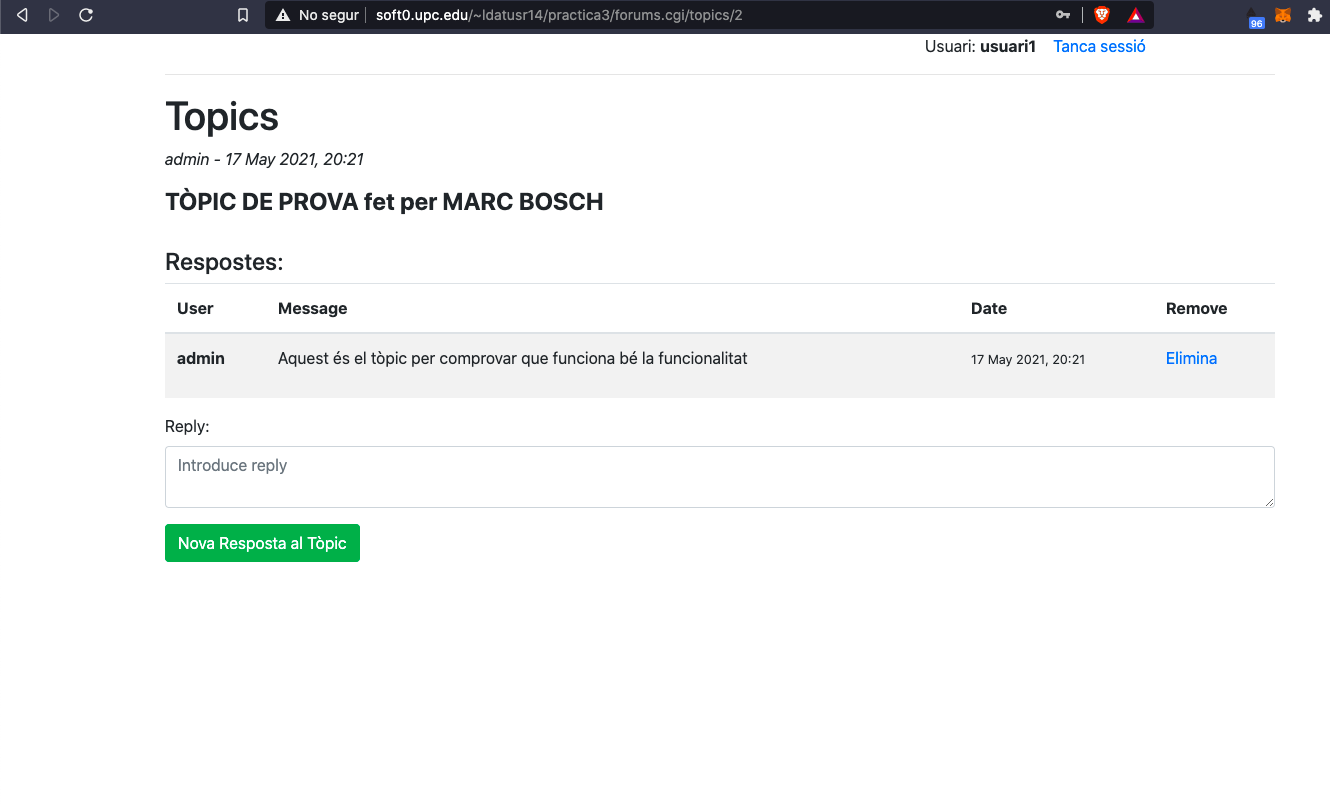 No segur soft0.upc.edu/~ldatusr14/practica3/forums.cgi/topics/2
96
Usuari: usuari1 Tanca sessió
Topics
admin - 17 May 2021, 20:21
TÒPIC DE PROVA fet per MARC BOSCH
Respostes:
User Message Date Remove
admin Aquest és el tòpic per comprovar que funciona bé la funcionalitat 17 May 2021, 20:21 Elimina
Reply:
Introduce reply
Nova Resposta al Tòpic